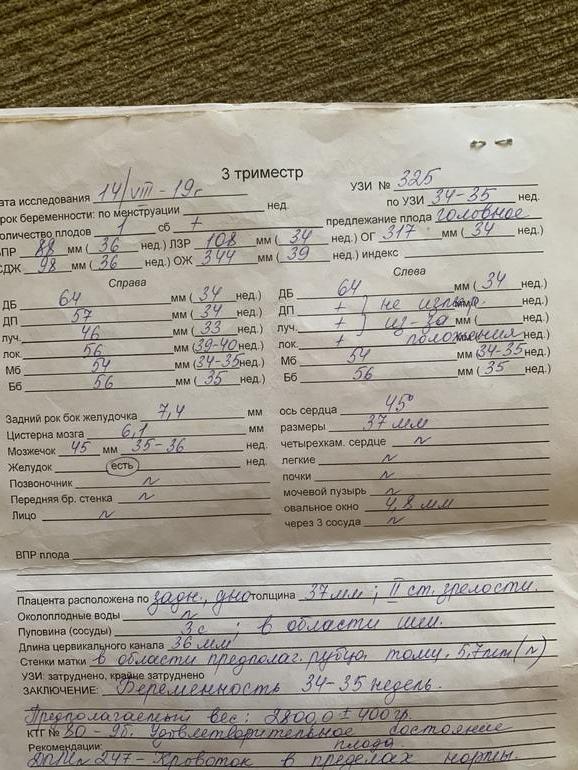 3 триместр
ата исследования 14/VIII-19г УЗИ № 325
рок беременности: по менструации нед. по УЗИ 34-35 нед.
оличество плодов 1 сб + предлежание плода головное
ПР 88 мм (36 нед.) ЛЗР 108 мм (34 нед.) ОГ 317 мм (34 нед.)
СДЖ 98 мм (36 нед.) ОЖ 344 мм (39 нед.) индекс
Справа Слева
ДБ 64 мм (34 нед.) ДБ 64 мм (34 нед.)
ДП 57 мм (34 нед.) ДП + не мм( нед.)
луч. 46 мм (33 нед.) луч. + из-за мм( нед.)
лок. 56 мм (39-40 нед.) лок. + положения нед.)
Мб 54 мм (34-35 нед.) Мб 54 мм (34-35 нед.)
Бб 56 мм (35 нед.) Бб 56 мм (35 нед.)
Задний рог бок желудочка 7,4 мм ось сердца 45°
Цистерна мозга 6,1 мм размеры 37 мм
Мозжечок 45 мм 35-36 нед. четырехкам. сердце N
Желудок есть нед. легкие N
Позвоночник N почки N
Передняя бр. стенка N мочевой пузырь N
Лицо N овальное окно 4,8 мм
через 3 сосуда N
ВПР плода
Плацента расположена по задн., дно толщина 37 мм; II ст. зрелости.
Околоплодные воды N
Пуповина (сосуды) 3с; в области шеи.
Длина цервикального канала 36 мм
Стенки матки в области предполаг. рубца толщ. 5,7 mm (N)
УЗИ: затруднено, крайне затруднено
ЗАКЛЮЧЕНИЕ: Беременность 34-35 недель.
Предполагаемый вес: 2800,0 ± 400 гр.
КТГ № 80-9б. Удовлетворительное состояние
Рекомендации: плода.
247 - Кровоток в пределах нормы.